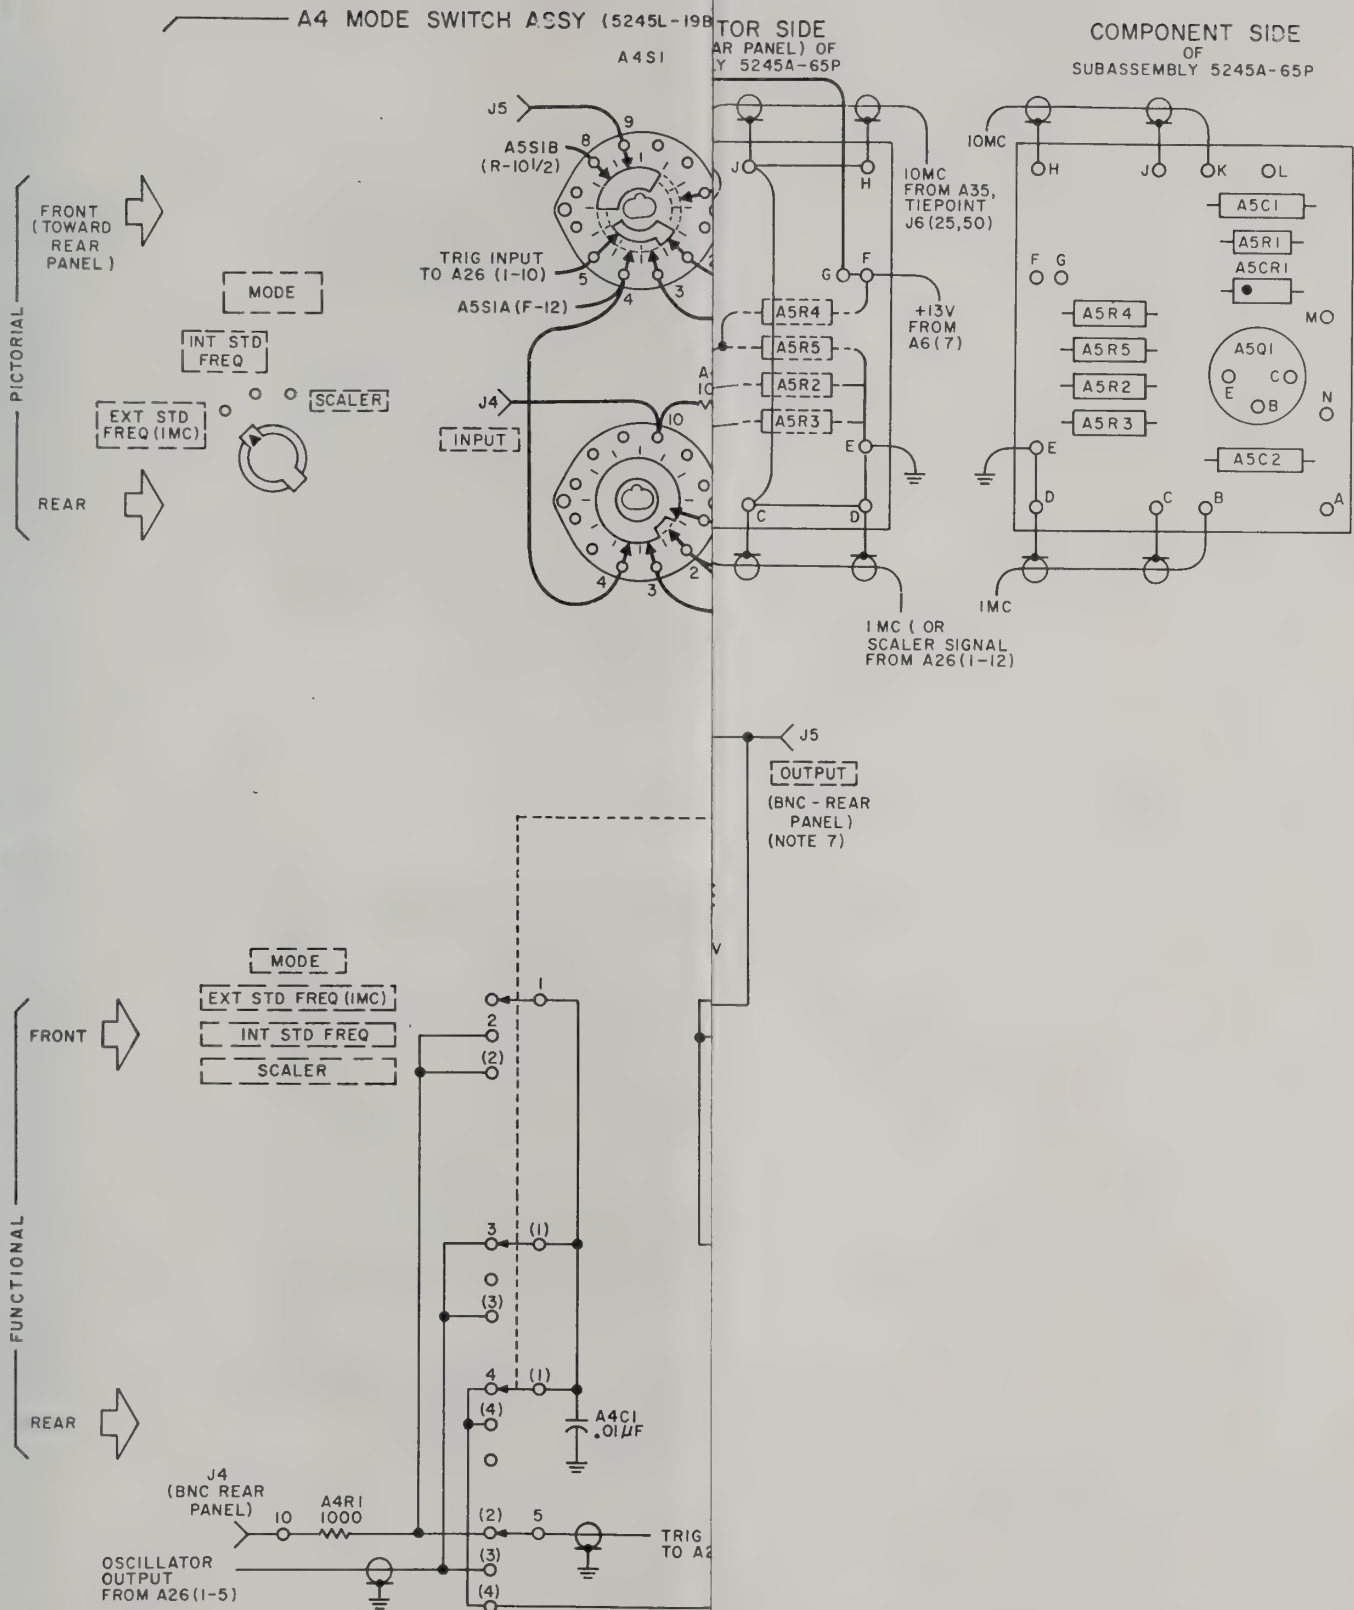 A4 MODE SWITCH ASSY (5245L-19B
A4S1
TOR SIDE
AR PANEL) OF
Y 5245A-65P
COMPONENT SIDE
OF
SUBASSEMBLY 5245A-65P
PICTORIAL
FRONT
(TOWARD
REAR
PANEL)
REAR
MODE
INT STD
FREQ
SCALER
EXT STD
FREQ (1MC)
J5
9
8
1
A5S1B
(R-10 1/2)
TRIG INPUT
TO A26 (1-10)
5
4
3
A5S1A (F-12)
J4
INPUT
10
4
3
2
A
10
J
H
10MC
FROM A35,
TIEPOINT
J6 (25,50)
G
F
+13V
FROM
A6(7)
A5R4
A5R5
A5R2
A5R3
E
C
D
1MC (OR
SCALER SIGNAL
FROM A26(1-12)
10MC
H
J
K
L
A5C1
A5R1
A5CR1
F
G
M
A5R4
A5R5
A5R2
A5R3
A5Q1
E
C
B
N
E
A5C2
D
C
B
A
1MC
J5
OUTPUT
(BNC - REAR
PANEL)
(NOTE 7)
V
FUNCTIONAL
FRONT
REAR
MODE
EXT STD FREQ (1MC)
INT STD FREQ
SCALER
1
2
(2)
3
(1)
(3)
4
(1)
(4)
A4C1
.01µF
J4
(BNC REAR
PANEL)
10
A4R1
1000
(2)
5
TRIG
TO A2
(3)
OSCILLATOR
OUTPUT
FROM A26(1-5)
(4)